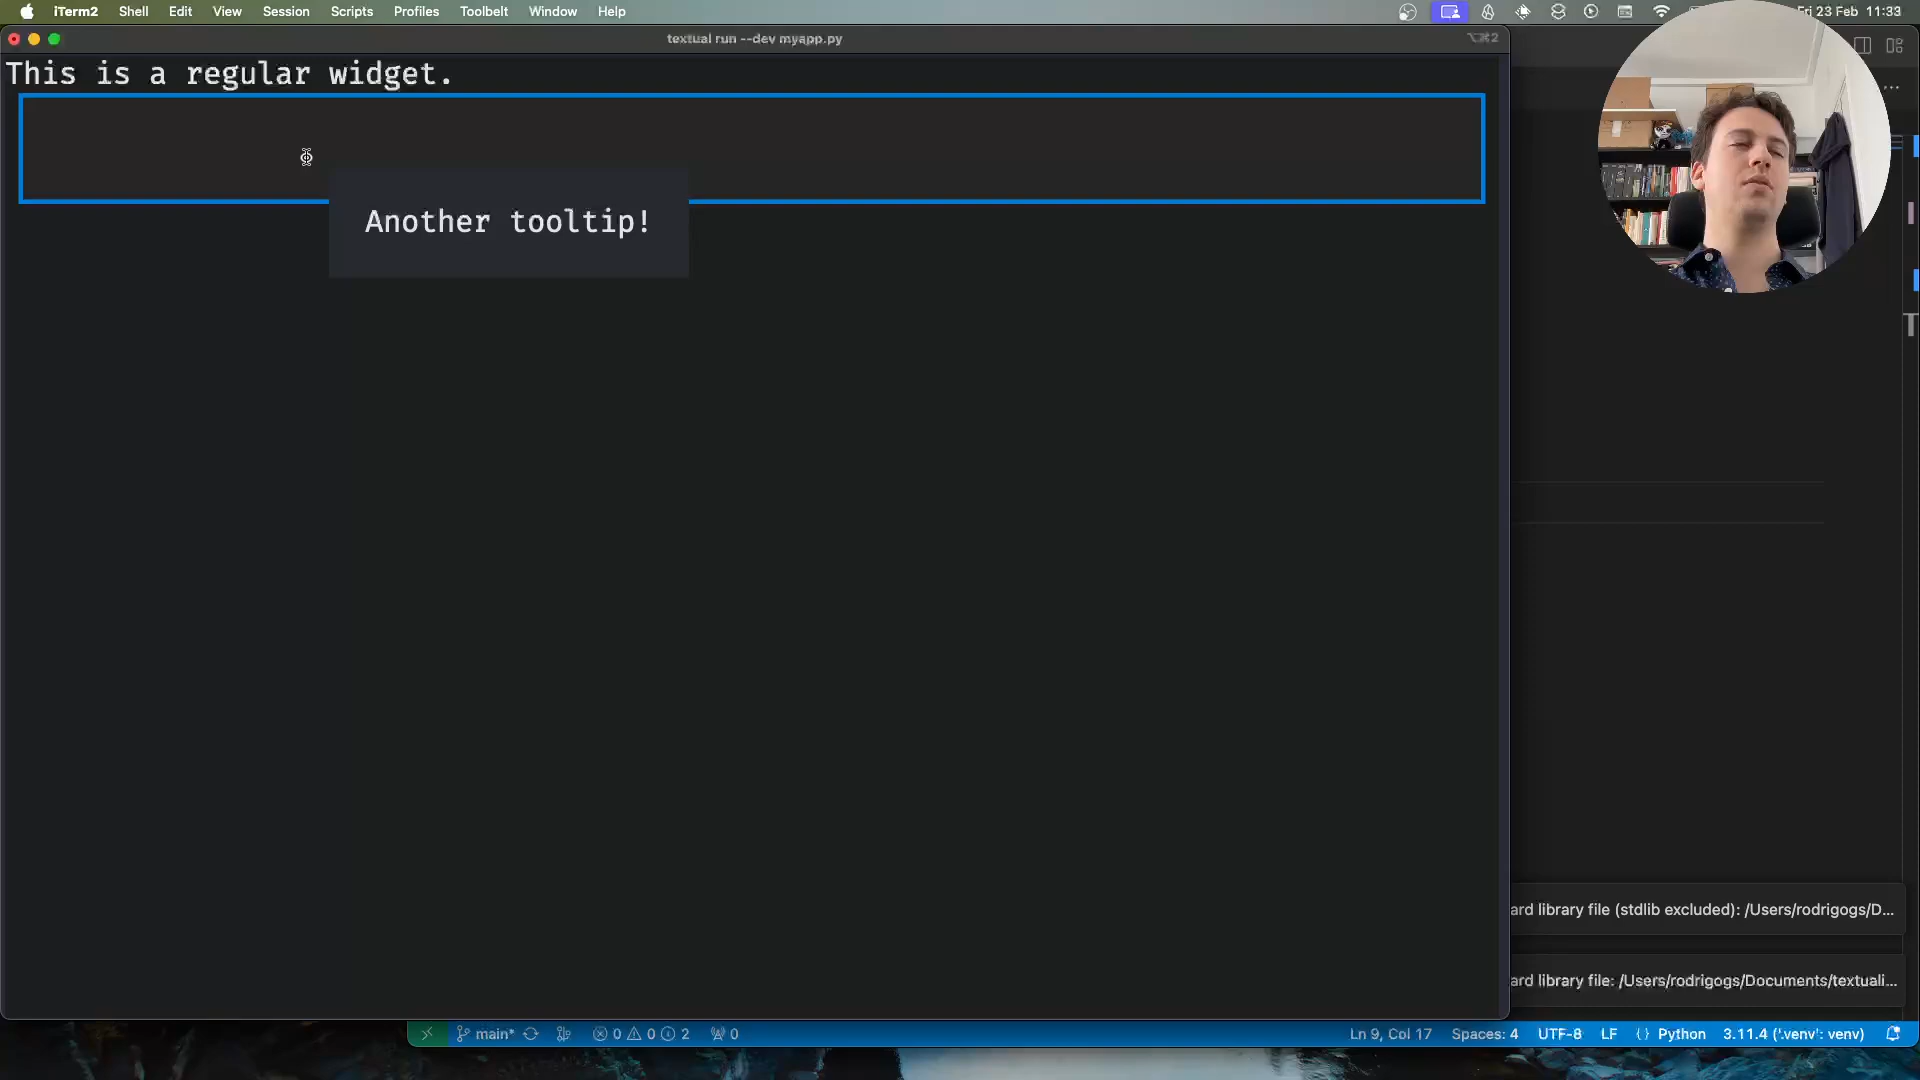 iTerm2 Shell Edit View Session Scripts Profiles Toolbelt Window Help
Fri 23 Feb 11:33
textual run --dev myapp.py
⌥⌘2
This is a regular widget.
Another tooltip!
T
ard library file (stdlib excluded): /Users/rodrigogs/D...
ard library file: /Users/rodrigogs/Documents/textuali...
main* 0 0 2 0
Ln 9, Col 17 Spaces: 4 UTF-8 LF {} Python 3.11.4 ('.venv': venv)